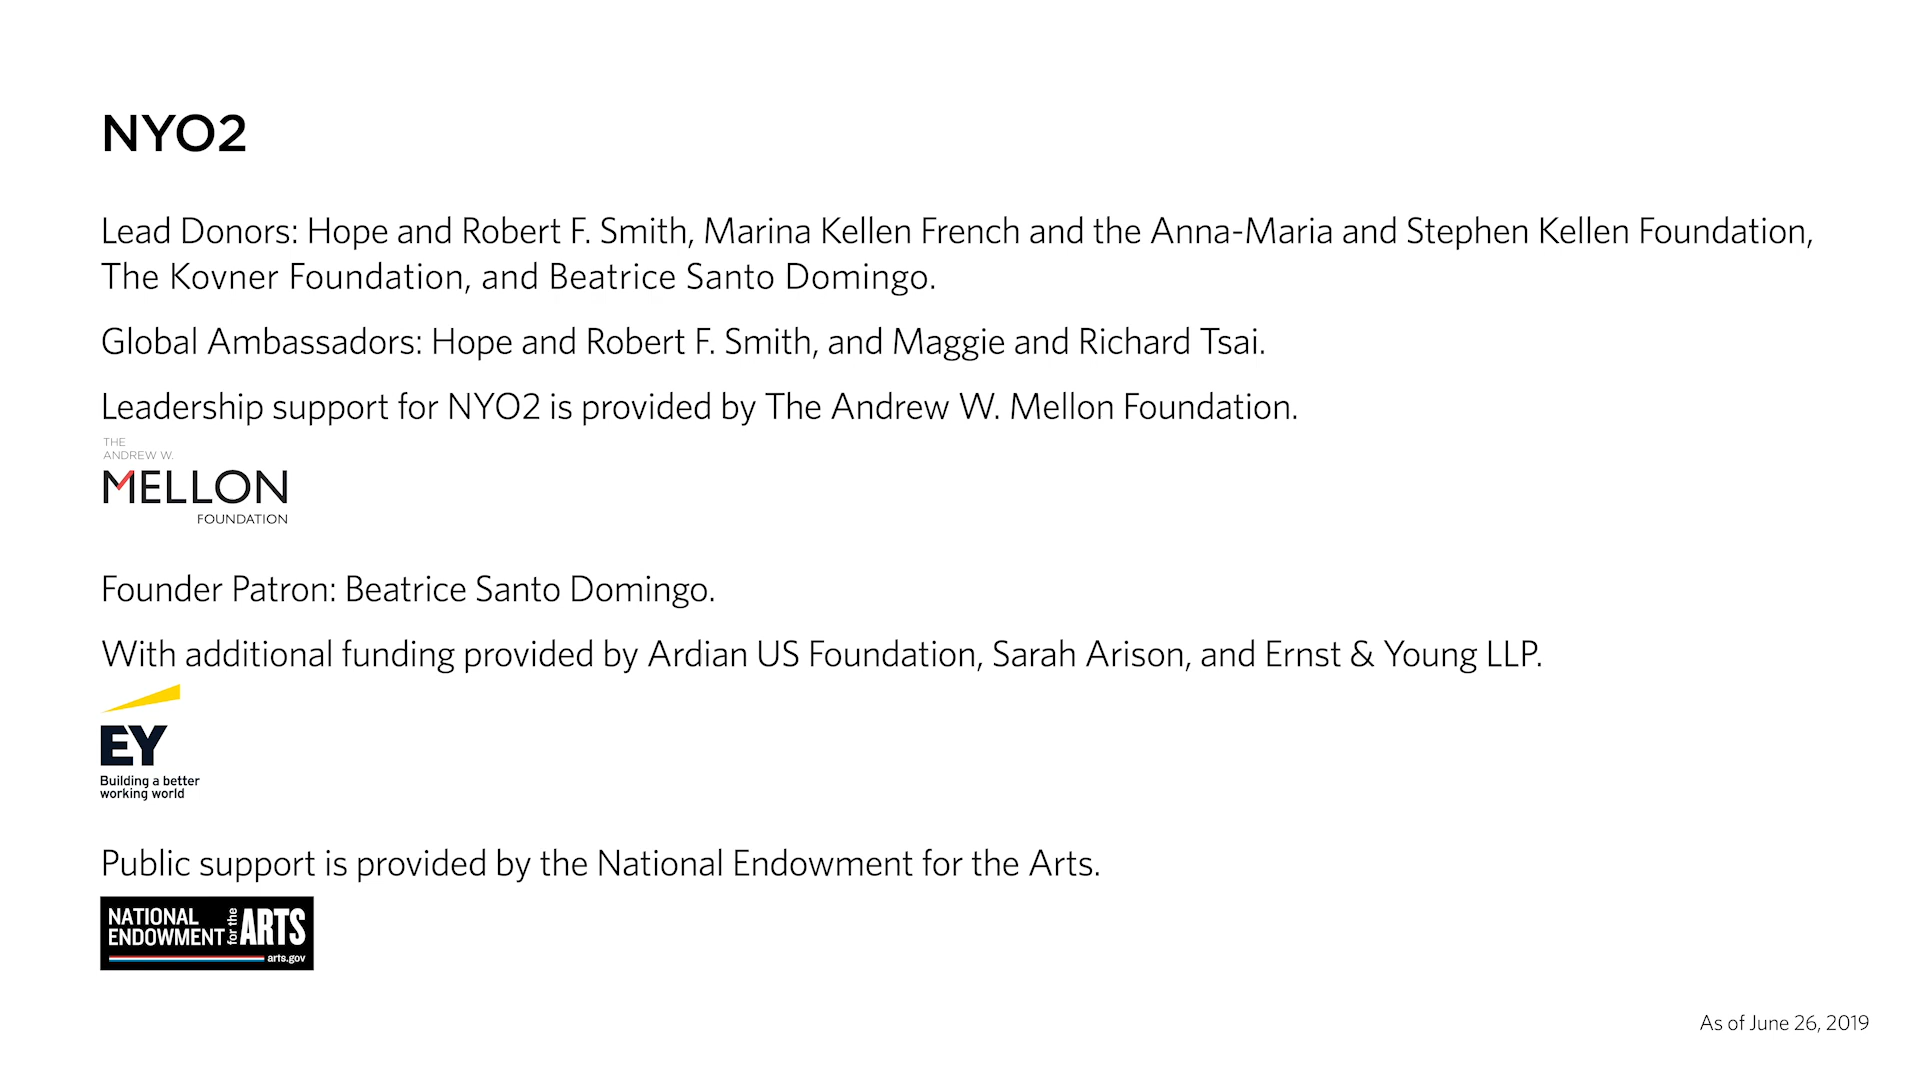 NYO2
Lead Donors: Hope and Robert F. Smith, Marina Kellen French and the Anna-Maria and Stephen Kellen Foundation,
The Kovner Foundation, and Beatrice Santo Domingo.
Global Ambassadors: Hope and Robert F. Smith, and Maggie and Richard Tsai.
Leadership support for NYO2 is provided by The Andrew W. Mellon Foundation.
THE
ANDREW W.
MELLON
FOUNDATION
Founder Patron: Beatrice Santo Domingo.
With additional funding provided by Ardian US Foundation, Sarah Arison, and Ernst & Young LLP.
EY
Building a better
working world
Public support is provided by the National Endowment for the Arts.
NATIONAL
ENDOWMENT for the ARTS
arts.gov
As of June 26, 2019